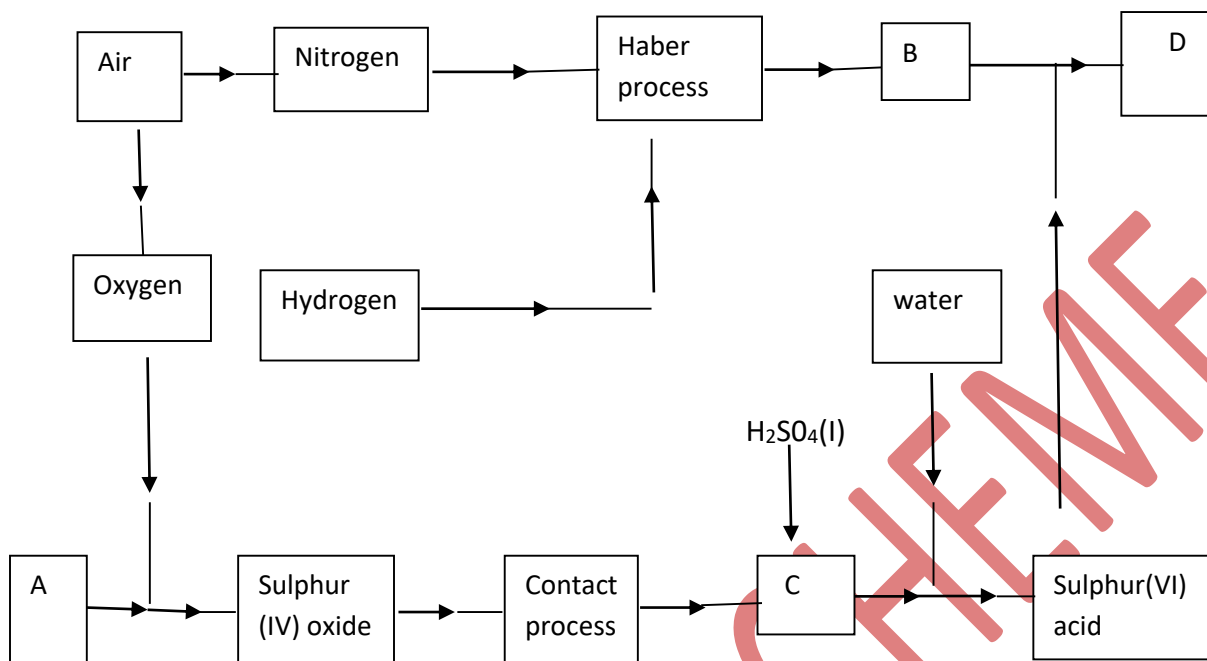 Air
Nitrogen
Haber
process
B
D
Oxygen
Hydrogen
water
H₂S0₄(I)
A
Sulphur
(IV) oxide
Contact
process
C
Sulphur(VI)
acid